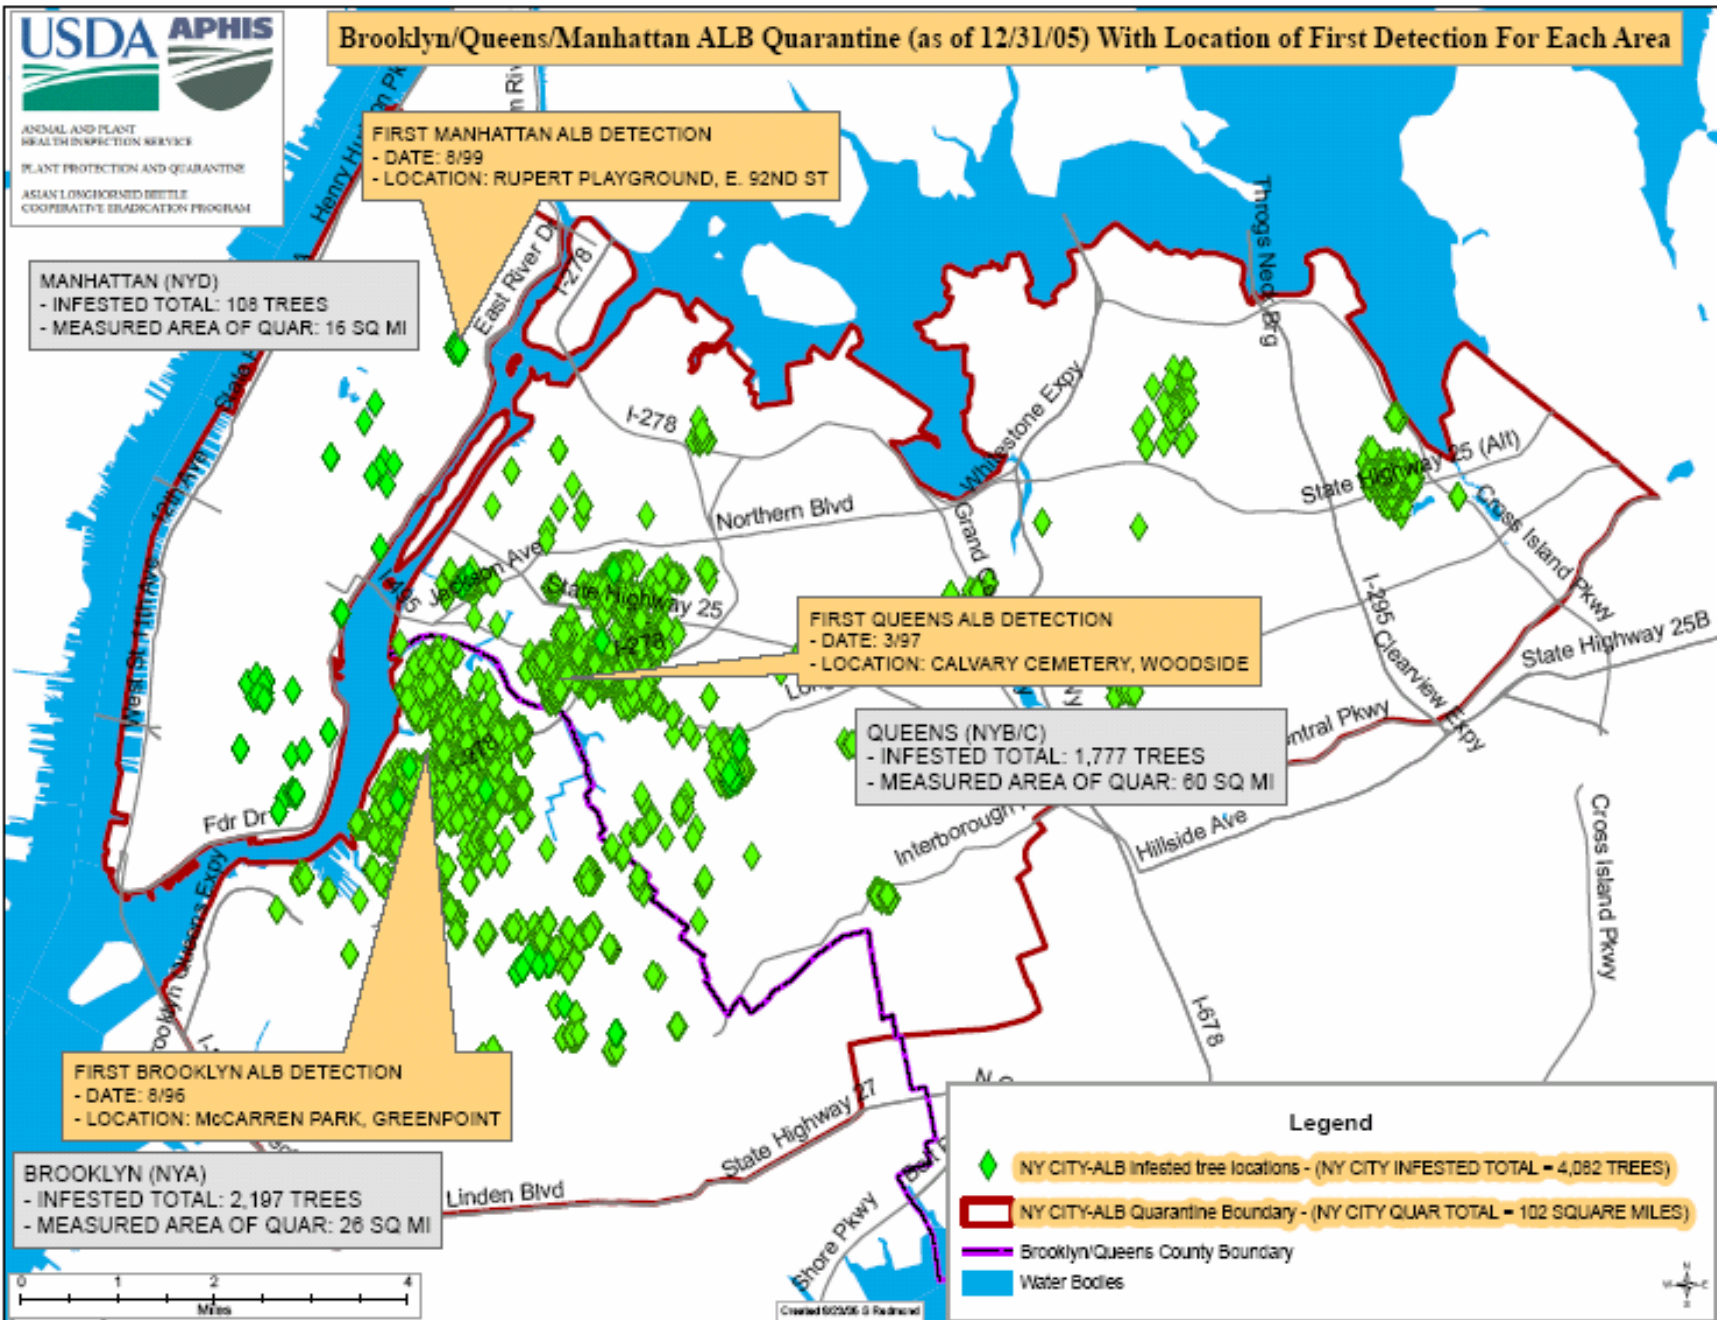 USDA APHIS
ANIMAL AND PLANT
HEALTH INSPECTION SERVICE
PLANT PROTECTION AND QUARANTINE
ASIAN LONGHORNED BEETLE
COOPERATIVE ERADICATION PROGRAM
Brooklyn/Queens/Manhattan ALB Quarantine (as of 12/31/05) With Location of First Detection For Each Area
FIRST MANHATTAN ALB DETECTION
- DATE: 8/99
- LOCATION: RUPERT PLAYGROUND, E. 92ND ST
MANHATTAN (NYD)
- INFESTED TOTAL: 108 TREES
- MEASURED AREA OF QUAR: 16 SQ MI
East River Dr
I-278
Throgs Neck Brg
I-278
Whitestone Expy
State Highway 25 (Alt)
12th Ave
Northern Blvd
Cross Island Pkwy
I-495
Jackson Ave
State Highway 25
I-278
I-295
Clearview Expy
State Highway 25B
West St
11th Ave
FIRST QUEENS ALB DETECTION
- DATE: 3/97
- LOCATION: CALVARY CEMETERY, WOODSIDE
QUEENS (NYB/C)
- INFESTED TOTAL: 1,777 TREES
- MEASURED AREA OF QUAR: 60 SQ MI
I-278
Pkwy
Fdr Dr
Interborough
Hillside Ave
Cross Island Pkwy
Queens Expy
I-678
FIRST BROOKLYN ALB DETECTION
- DATE: 8/96
- LOCATION: McCARREN PARK, GREENPOINT
BROOKLYN (NYA)
- INFESTED TOTAL: 2,197 TREES
- MEASURED AREA OF QUAR: 26 SQ MI
State Highway 27
Linden Blvd
Shore Pkwy
Legend
NY CITY-ALB Infested tree locations - (NY CITY INFESTED TOTAL = 4,082 TREES)
NY CITY-ALB Quarantine Boundary - (NY CITY QUAR TOTAL = 102 SQUARE MILES)
Brooklyn/Queens County Boundary
Water Bodies
0 1 2 4
Miles
N
W E
S